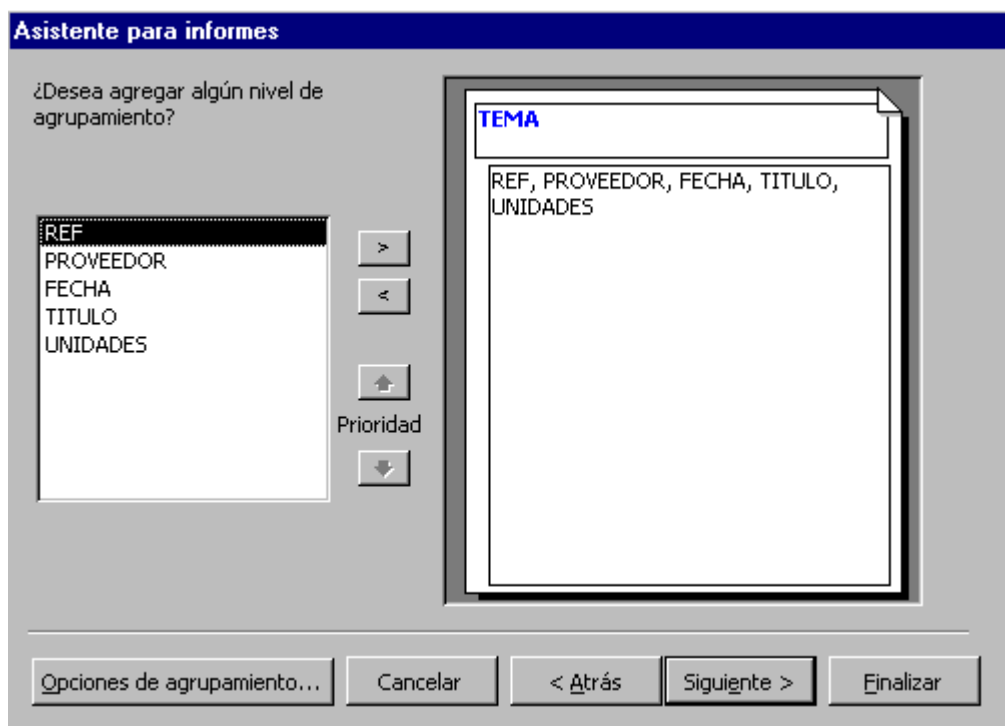 Asistente para informes
¿Desea agregar algún nivel de
agrupamiento?
REF
PROVEEDOR
FECHA
TITULO
UNIDADES
>
<
Prioridad
TEMA
REF, PROVEEDOR, FECHA, TITULO,
UNIDADES
Opciones de agrupamiento...
Cancelar
< Atrás
Siguiente >
Finalizar